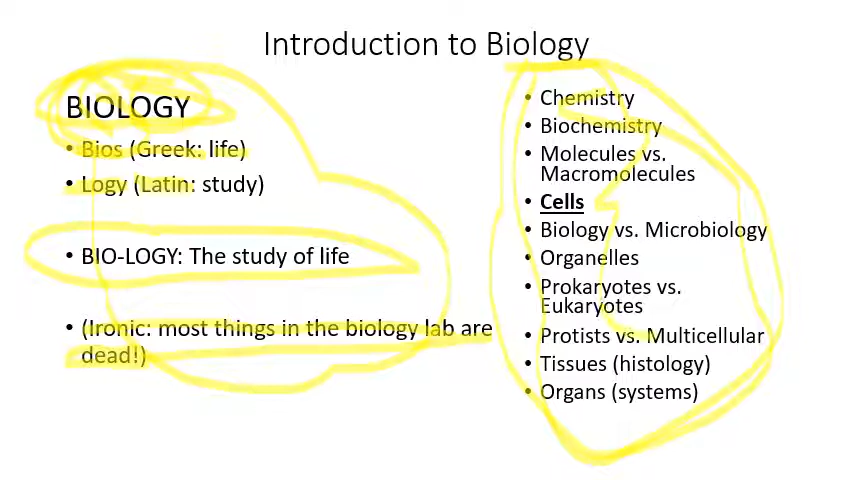 Introduction to Biology
BIOLOGY
• Bios (Greek: life)
• Logy (Latin: study)
• BIO-LOGY: The study of life
• (Ironic: most things in the biology lab are
dead!)
• Chemistry
• Biochemistry
• Molecules vs.
Macromolecules
• Cells
• Biology vs. Microbiology
• Organelles
• Prokaryotes vs.
Eukaryotes
• Protists vs. Multicellular
• Tissues (histology)
• Organs (systems)